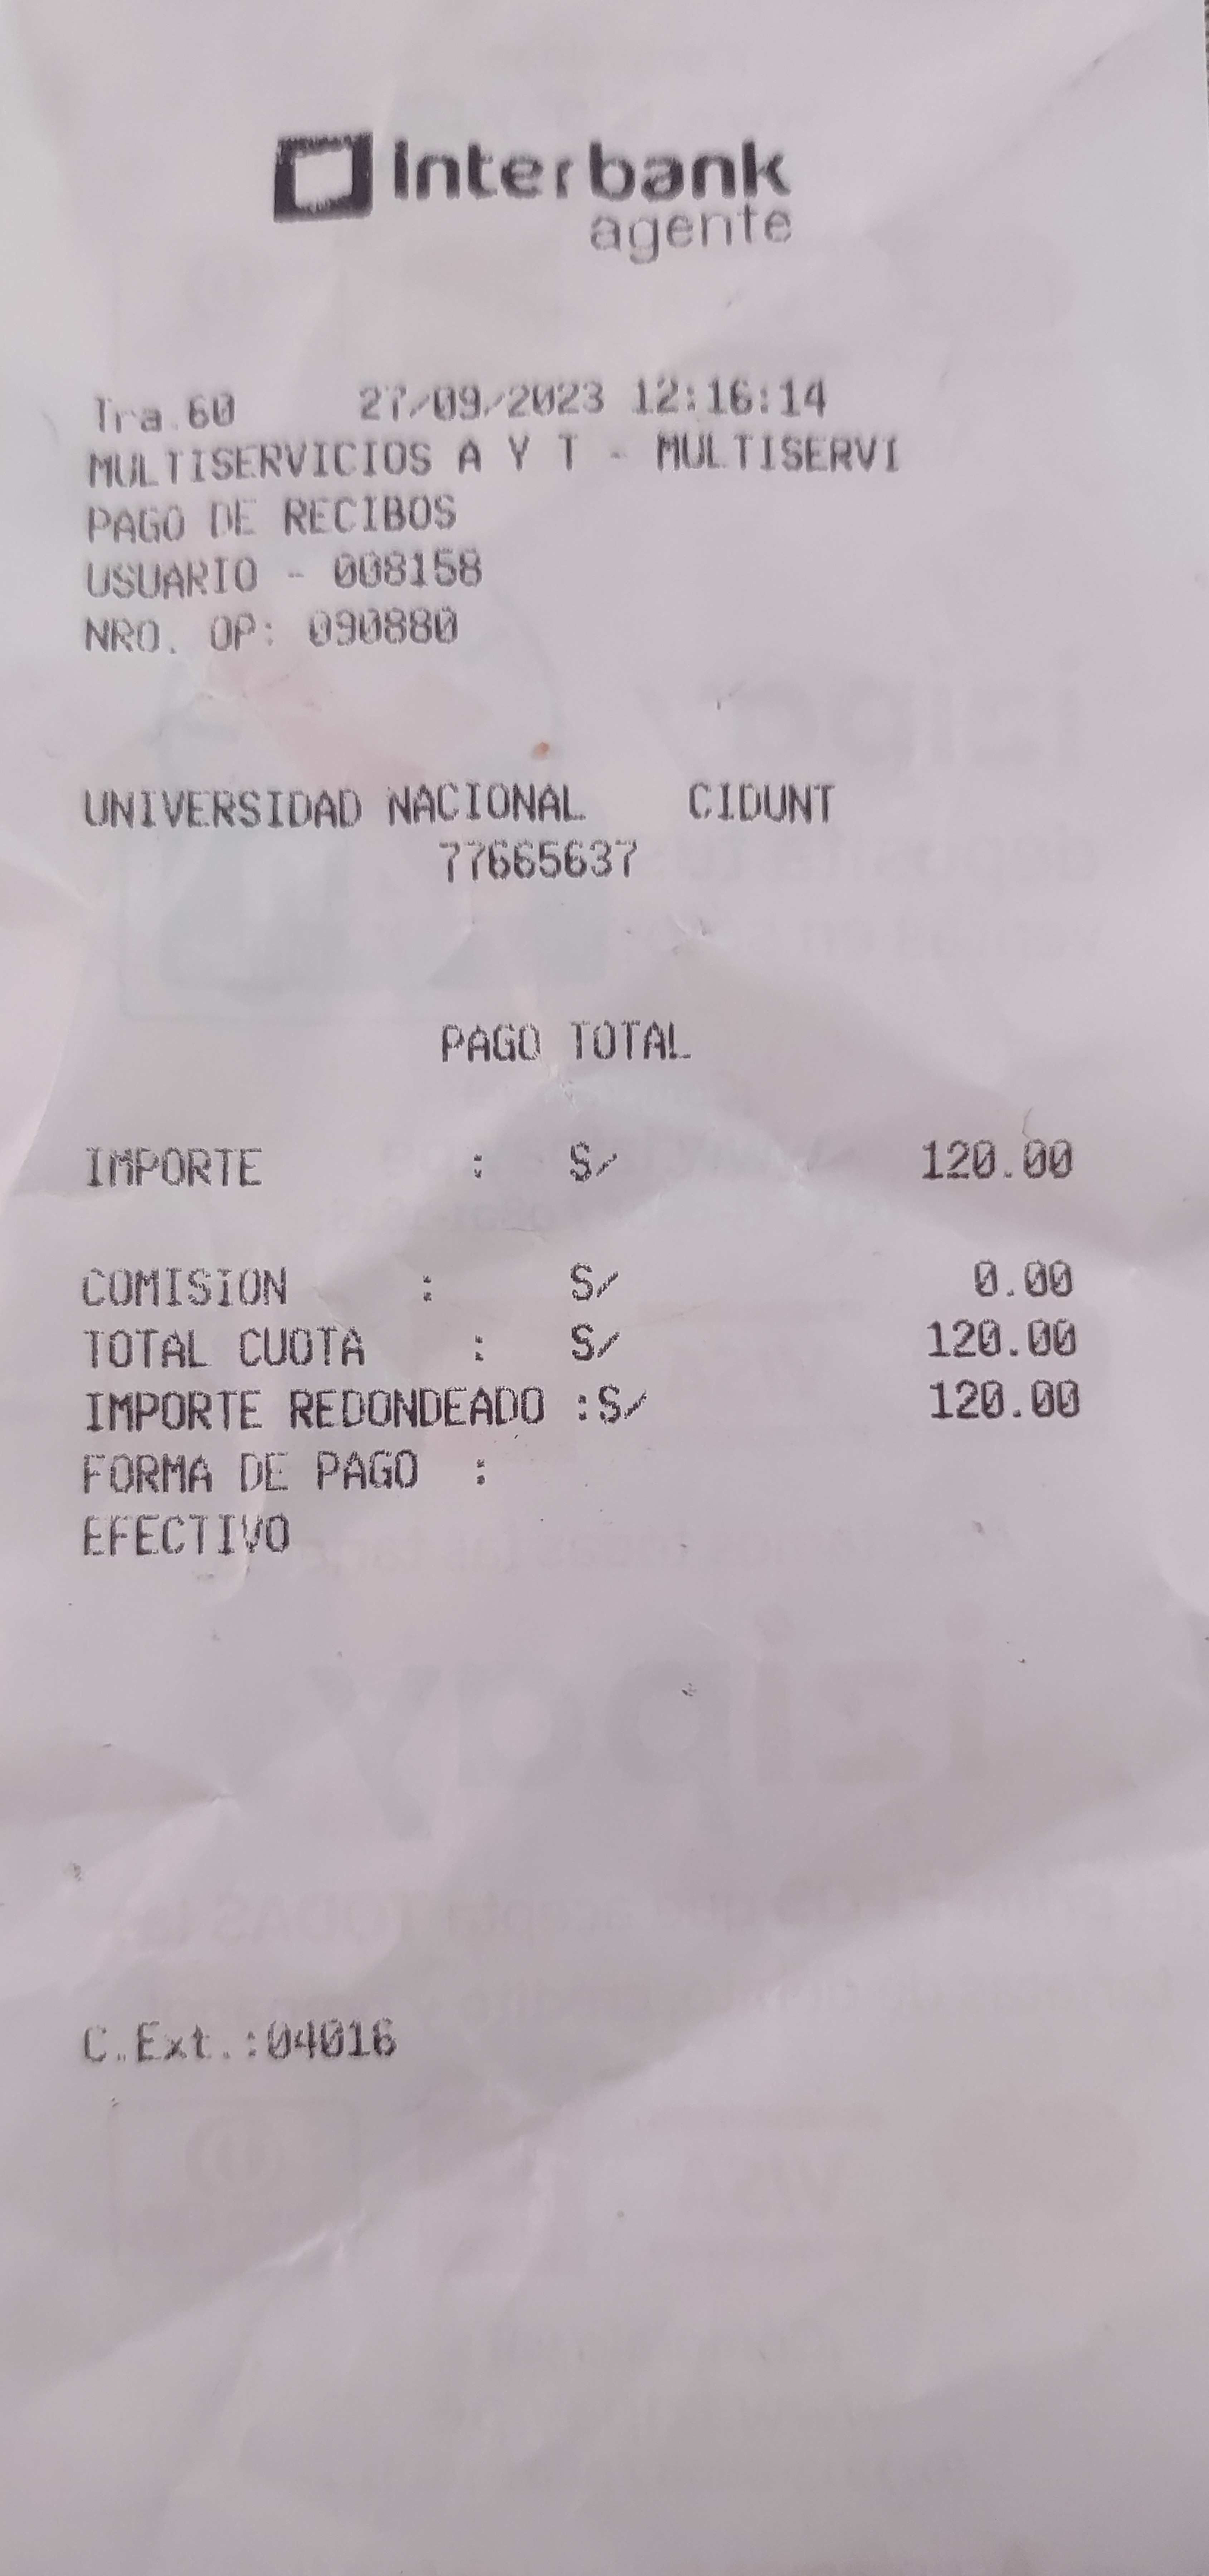 Interbank
agente
Tra.60 27/09/2023 12:16:14
MULTISERVICIOS A Y T - MULTISERVI
PAGO DE RECIBOS
USUARIO - 008158
NRO. OP: 090880
UNIVERSIDAD NACIONAL CIDUNT
77665637
PAGO TOTAL
IMPORTE : S/ 120.00
COMISION : S/ 0.00
TOTAL CUOTA : S/ 120.00
IMPORTE REDONDEADO :S/ 120.00
FORMA DE PAGO :
EFECTIVO
C.Ext.:04016